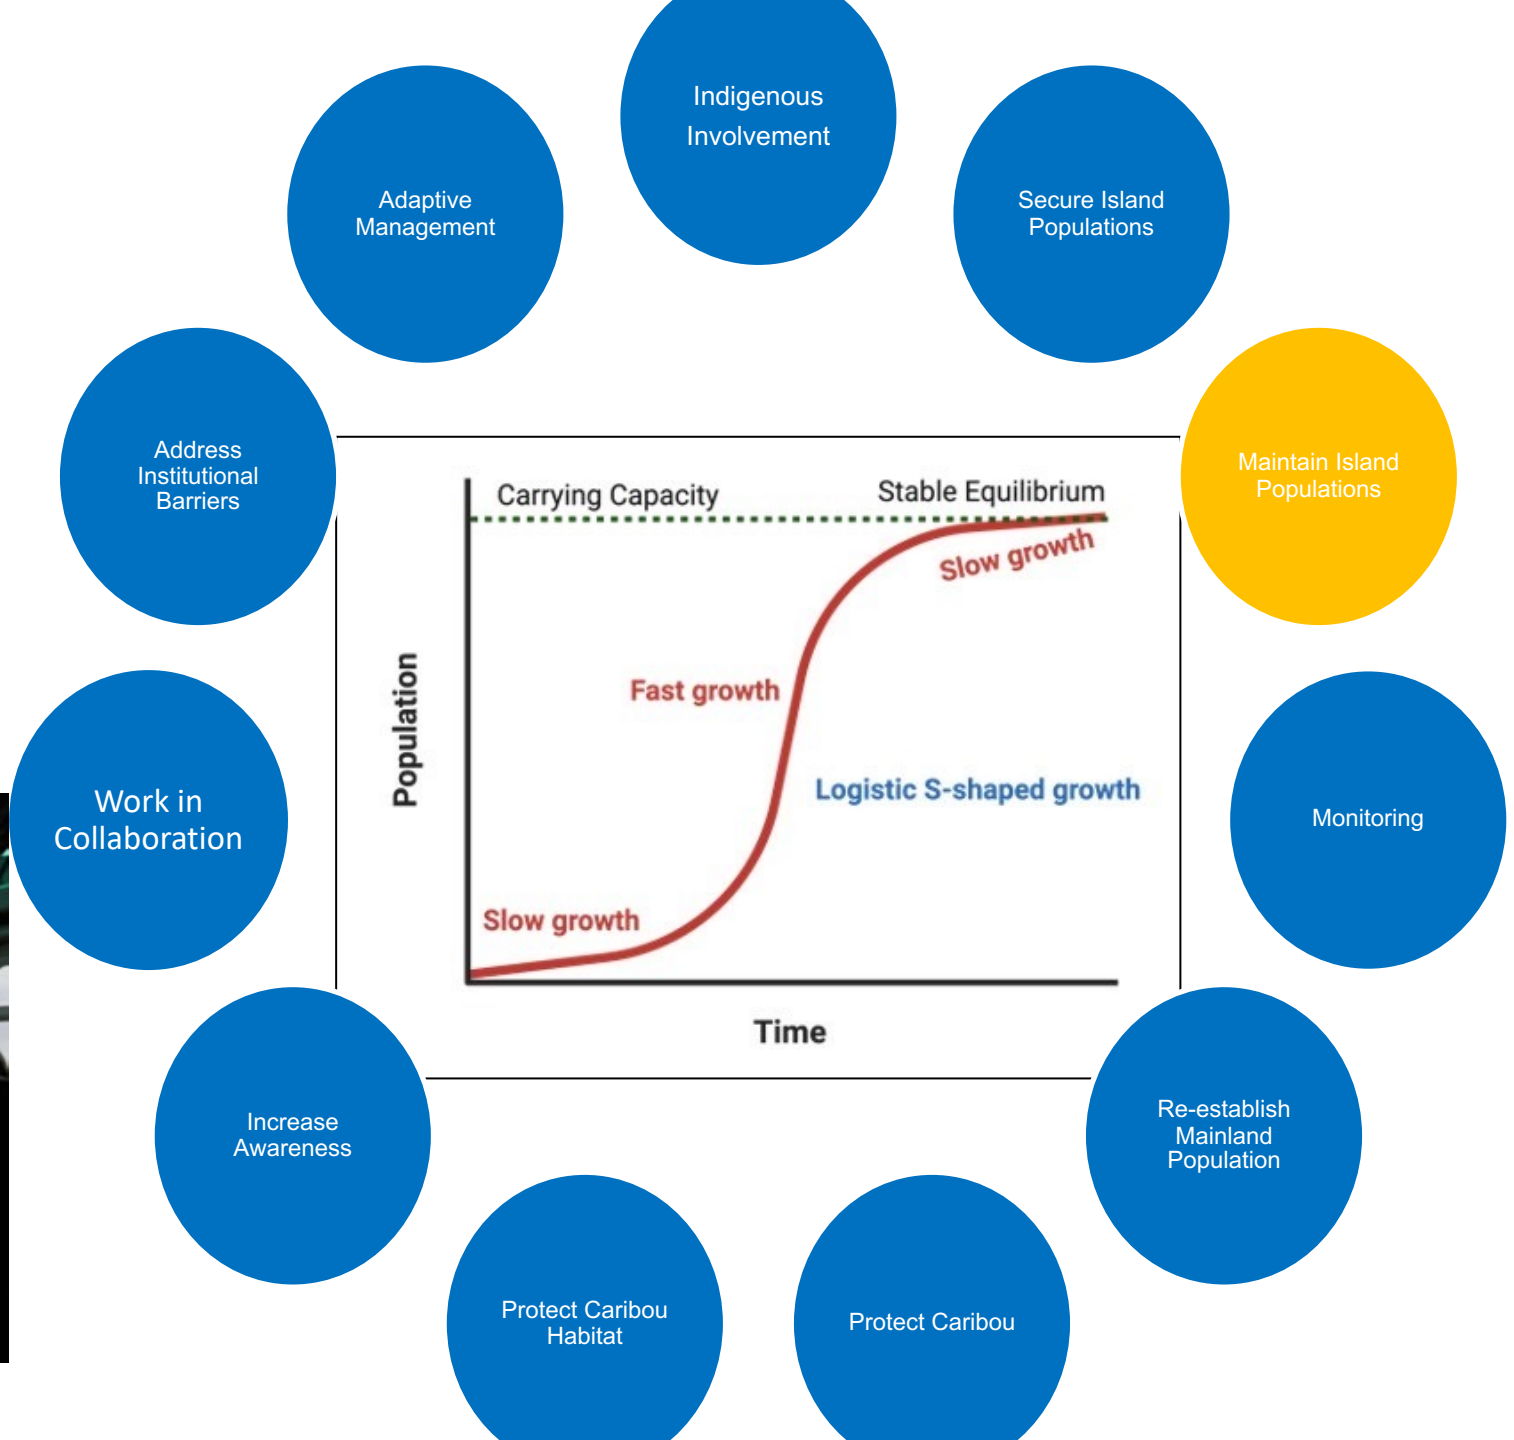 Indigenous
Involvement
Adaptive
Management
Secure Island
Populations
Address
Institutional
Barriers
Maintain Island
Populations
Carrying Capacity
Stable Equilibrium
Slow growth
Fast growth
Population
Logistic S-shaped growth
Slow growth
Time
Work in
Collaboration
Monitoring
Increase
Awareness
Re-establish
Mainland
Population
Protect Caribou
Habitat
Protect Caribou